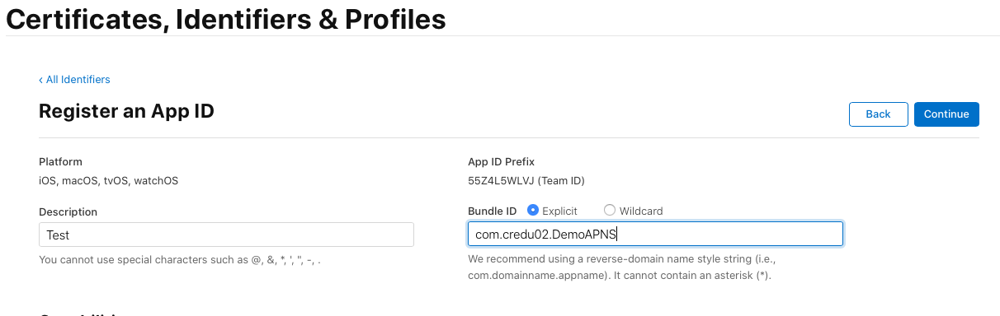 Certificates, Identifiers & Profiles
‹ All Identifiers
Register an App ID
Back
Continue
Platform
iOS, macOS, tvOS, watchOS
App ID Prefix
55Z4L5WLVJ (Team ID)
Description
Test
You cannot use special characters such as @, &, *, ', ", -, .
Bundle ID Explicit Wildcard
com.credu02.DemoAPNS
We recommend using a reverse-domain name style string (i.e.,
com.domainname.appname). It cannot contain an asterisk (*).